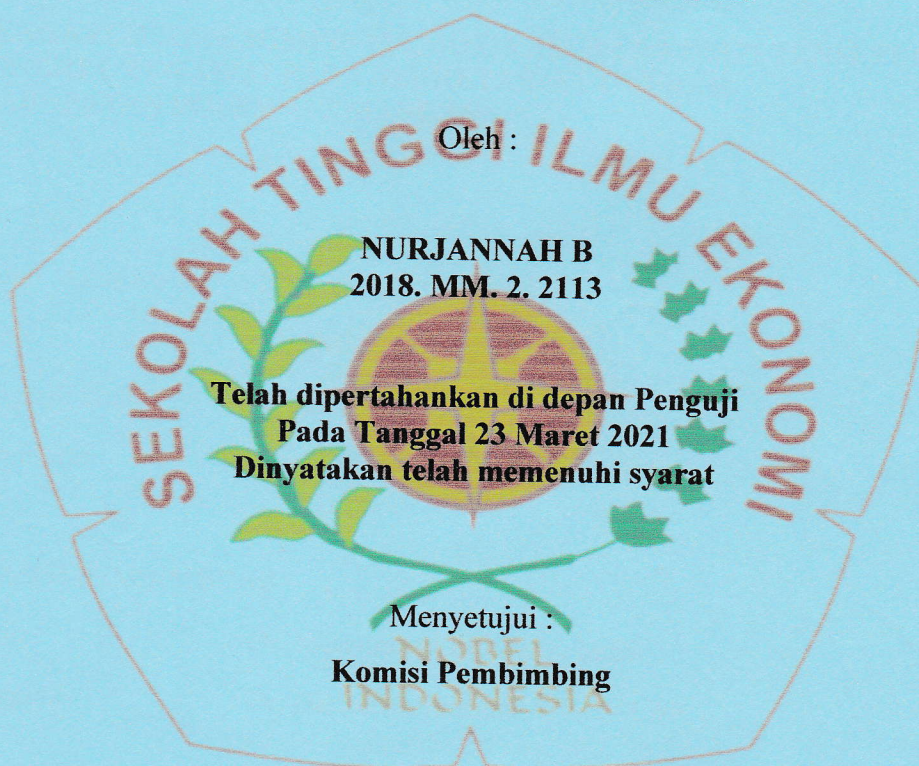 SEKOLAH TINGGI ILMU EKONOMI
Oleh :
NURJANNAH B
2018. MM. 2. 2113
Telah dipertahankan di depan Penguji
Pada Tanggal 23 Maret 2021
Dinyatakan telah memenuhi syarat
Menyetujui :
NOBEL
Komisi Pembimbing
INDONESIA